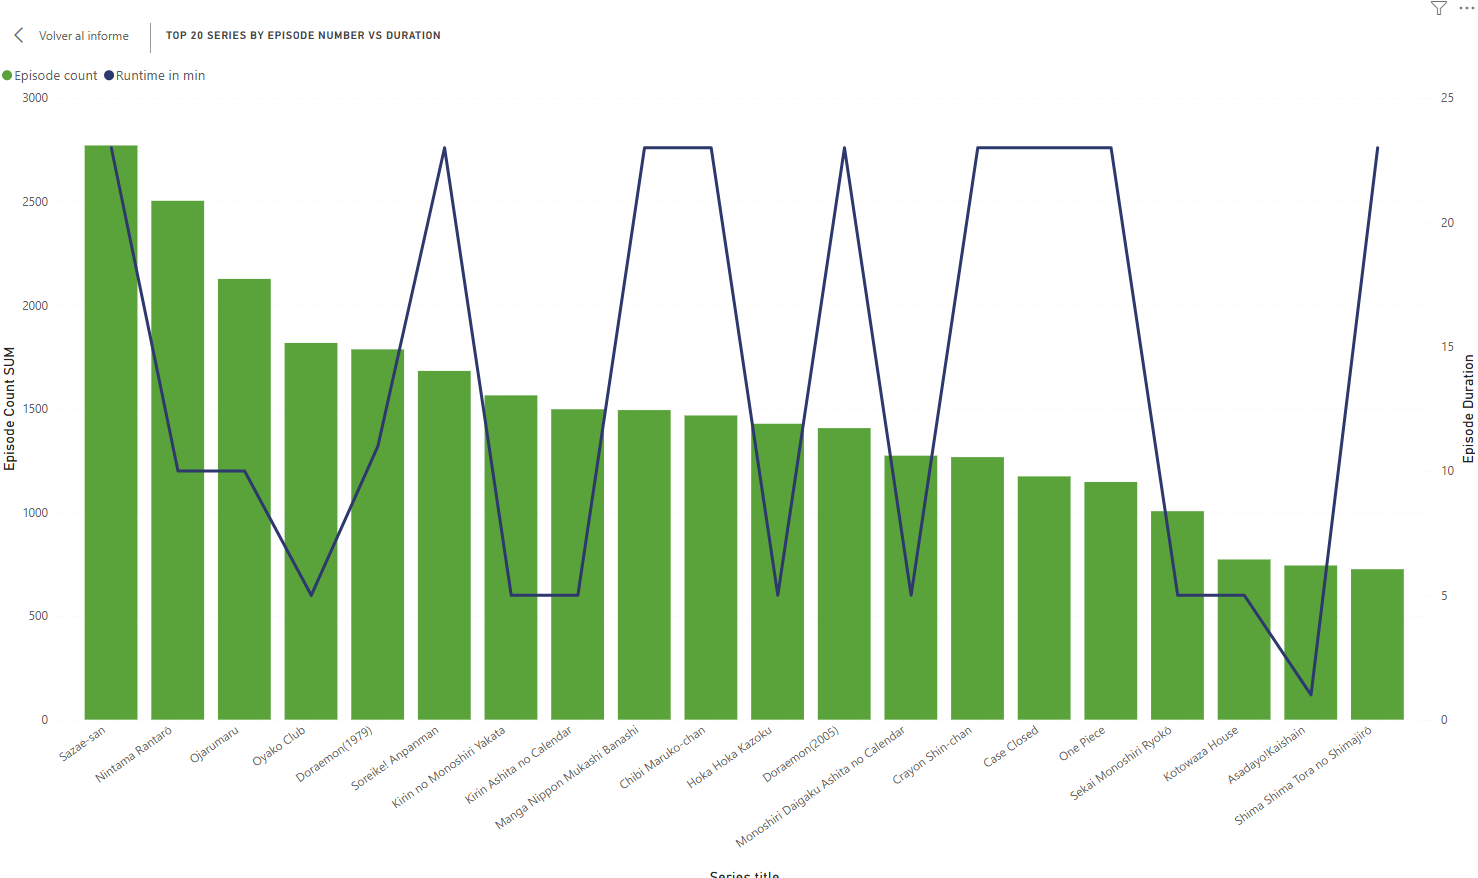 Volver al informe
TOP 20 SERIES BY EPISODE NUMBER VS DURATION
Episode count
Runtime in min
3000
2500
2000
1500
1000
500
0
Episode Count SUM
25
20
15
10
5
0
Episode Duration
Sazae-san
Nintama Rantarō
Ojarumaru
Oyako Club
Doraemon(1979)
Soreike! Anpanman
Kirin no Monoshiri Yakata
Kirin Ashita no Calendar
Manga Nippon Mukashi Banashi
Chibi Maruko-chan
Hoka Hoka Kazoku
Doraemon(2005)
Monoshiri Daigaku Ashita no Calendar
Crayon Shin-chan
Case Closed
One Piece
Sekai Monoshiri Ryokō
Kotowaza House
Asadayo!Kaishain
Shima Shima Tora no Shimajirō
Series title